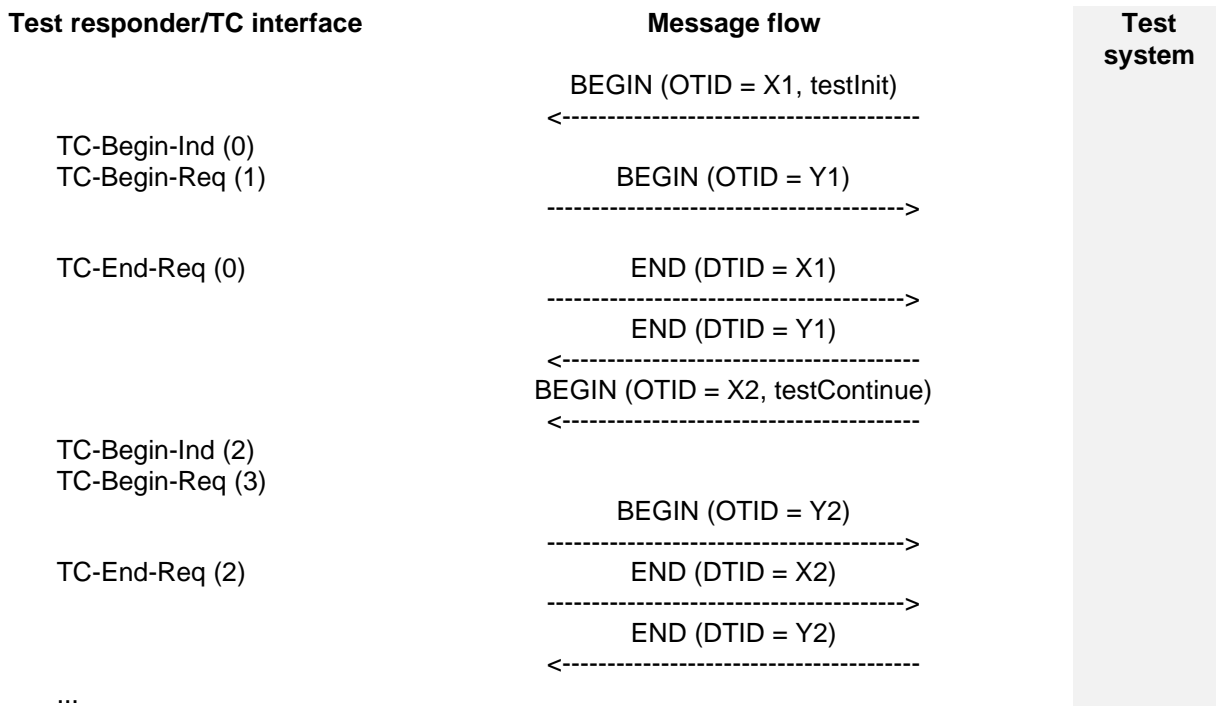 Test responder/TC interface Message flow Test
system
BEGIN (OTID = X1, testInit)
<----------------------------------------
TC-Begin-Ind (0)
TC-Begin-Req (1) BEGIN (OTID = Y1)
---------------------------------------->
TC-End-Req (0) END (DTID = X1)
---------------------------------------->
END (DTID = Y1)
<----------------------------------------
BEGIN (OTID = X2, testContinue)
<----------------------------------------
TC-Begin-Ind (2)
TC-Begin-Req (3)
BEGIN (OTID = Y2)
---------------------------------------->
TC-End-Req (2) END (DTID = X2)
---------------------------------------->
END (DTID = Y2)
<----------------------------------------
...